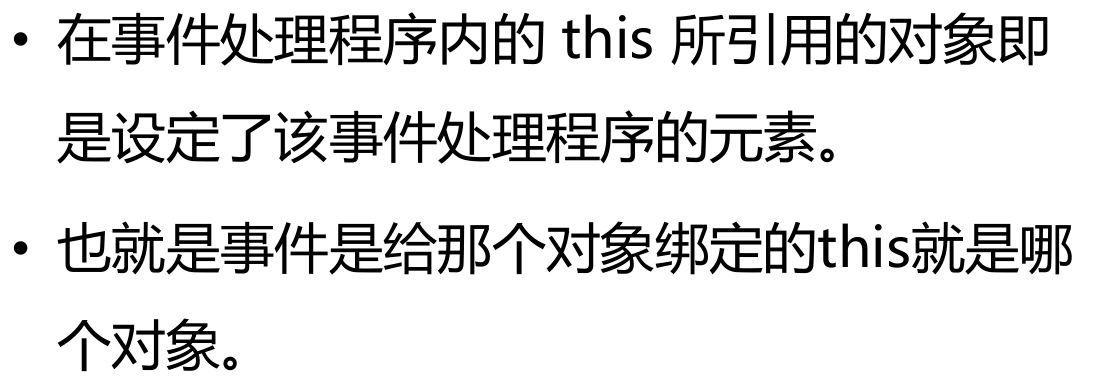 • 在事件处理程序内的 this 所引用的对象即
是设定了该事件处理程序的元素。
• 也就是事件是给那个对象绑定的this就是哪
个对象。